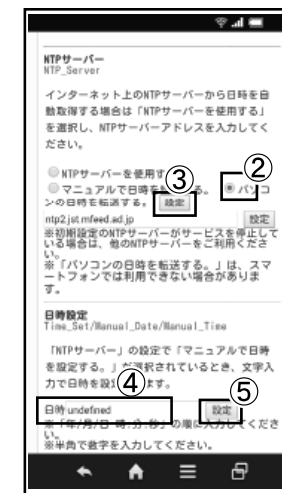 NTPサーバー
NTP_Server
インターネット上のNTPサーバーから日時を自
動取得する場合は「NTPサーバーを使用する」
を選択し、NTPサーバーアドレスを入力してく
ださい。
NTPサーバーを使用す ②
マニュアルで日時を転 ③ る。 パソコ
ンの日時を転送する。 設定
ntp2.jst.mfeed.ad.jp 設定
※初期設定のNTPサーバーがサービスを停止して
いる場合は、他のNTPサーバーをご利用くださ
い。
※「パソコンの日時を転送する。」は、スマ
ートフォンでは利用できない場合がありま
す。
日時設定
Time_Set/Manual_Date/Manual_Time
「NTPサーバー」の設定で「マニュアルで日時
を設定する。」が選択されているとき、文字入
力で日時を設 ④ ます。 ⑤
日時 undefined 設定
※「年/月/日 時:分:秒」の順に入力してくださ
い。
※半角で数字を入力してください。